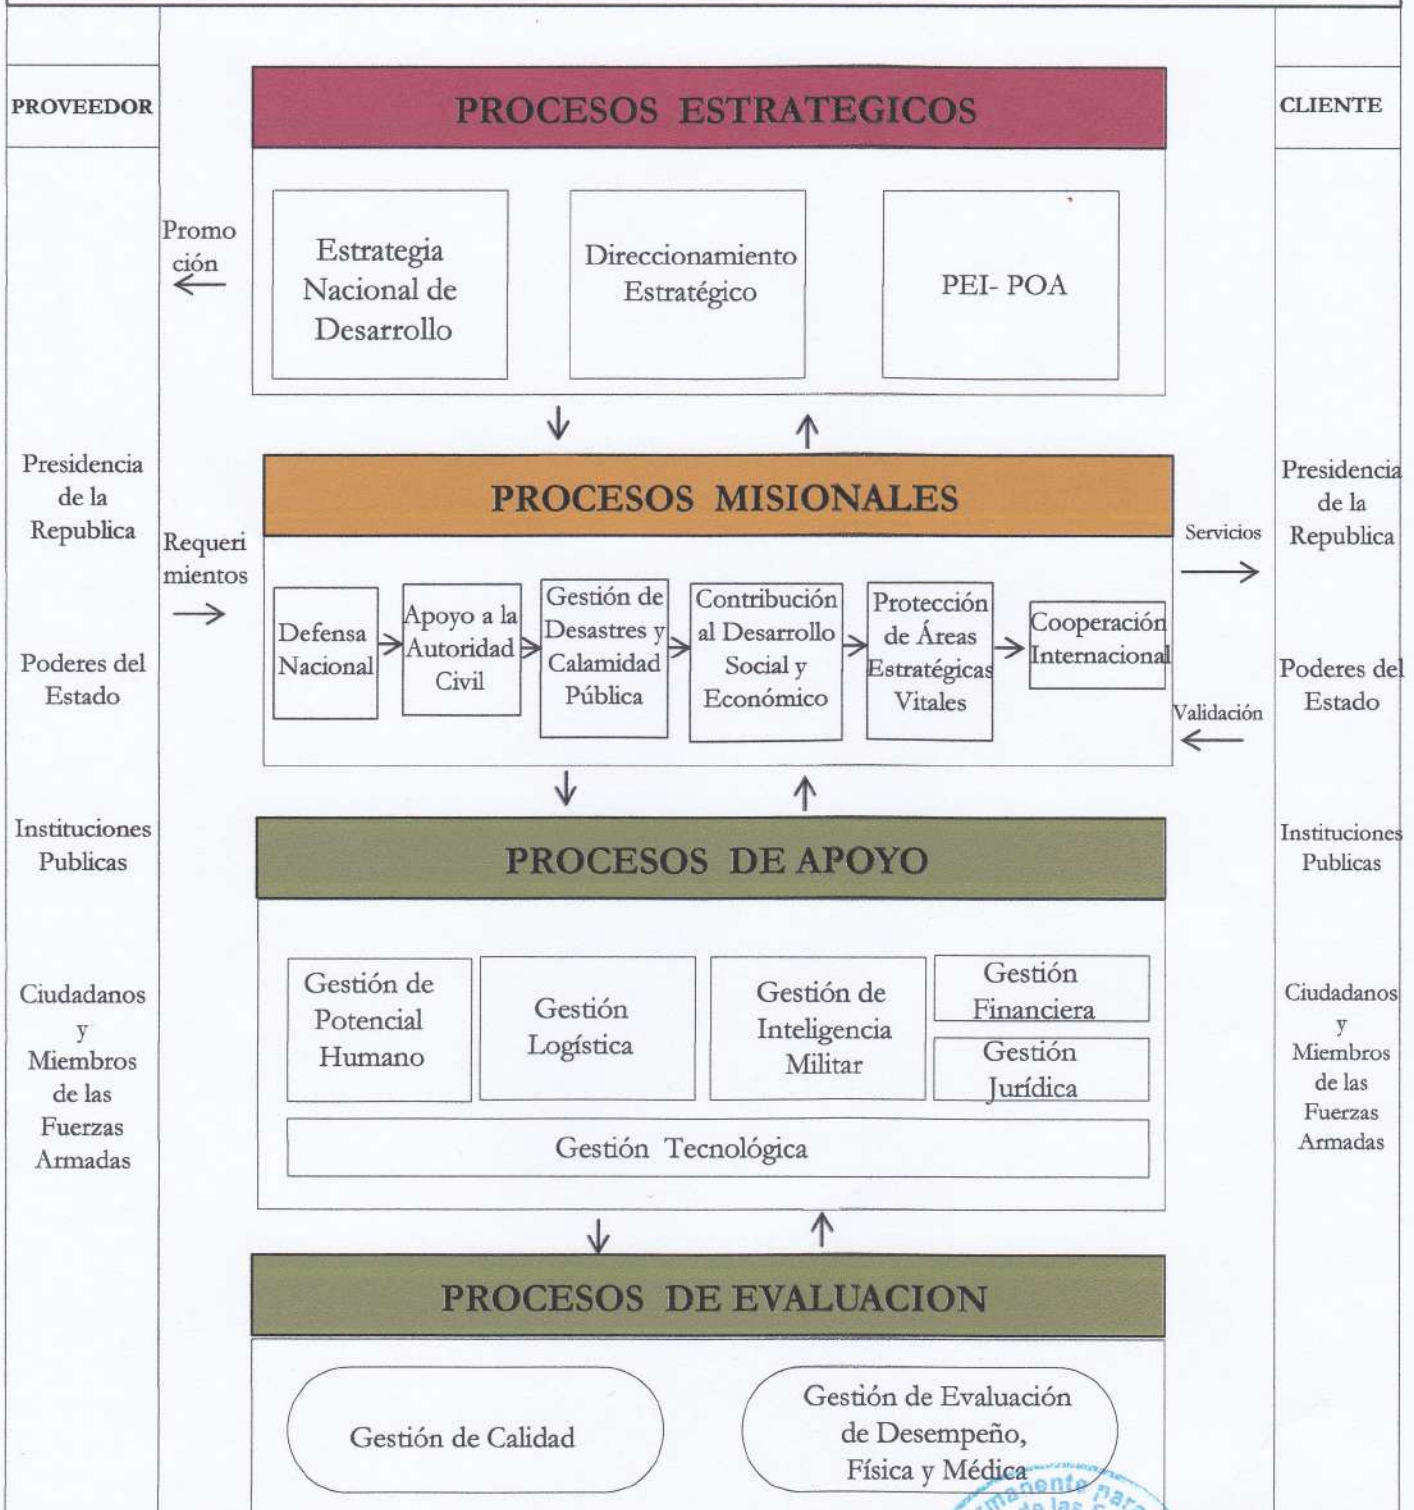 PROVEEDOR
PROCESOS ESTRATEGICOS
CLIENTE
Promo
ción
Estrategia
Nacional de
Desarrollo
Direccionamiento
Estratégico
PEI- POA
Presidencia
de la
Republica
Poderes del
Estado
Instituciones
Publicas
Ciudadanos
y
Miembros
de las
Fuerzas
Armadas
Requeri
mientos
PROCESOS MISIONALES
Defensa
Nacional
Apoyo a la
Autoridad
Civil
Gestión de
Desastres y
Calamidad
Pública
Contribución
al Desarrollo
Social y
Económico
Protección
de Áreas
Estratégicas
Vitales
Cooperación
Internacional
Servicios
Validación
Presidencia
de la
Republica
Poderes del
Estado
Instituciones
Publicas
Ciudadanos
y
Miembros
de las
Fuerzas
Armadas
PROCESOS DE APOYO
Gestión de
Potencial
Humano
Gestión
Logística
Gestión de
Inteligencia
Militar
Gestión
Financiera
Gestión
Jurídica
Gestión Tecnológica
PROCESOS DE EVALUACION
Gestión de Calidad
Gestión de Evaluación
de Desempeño,
Física y Médica
para
de las